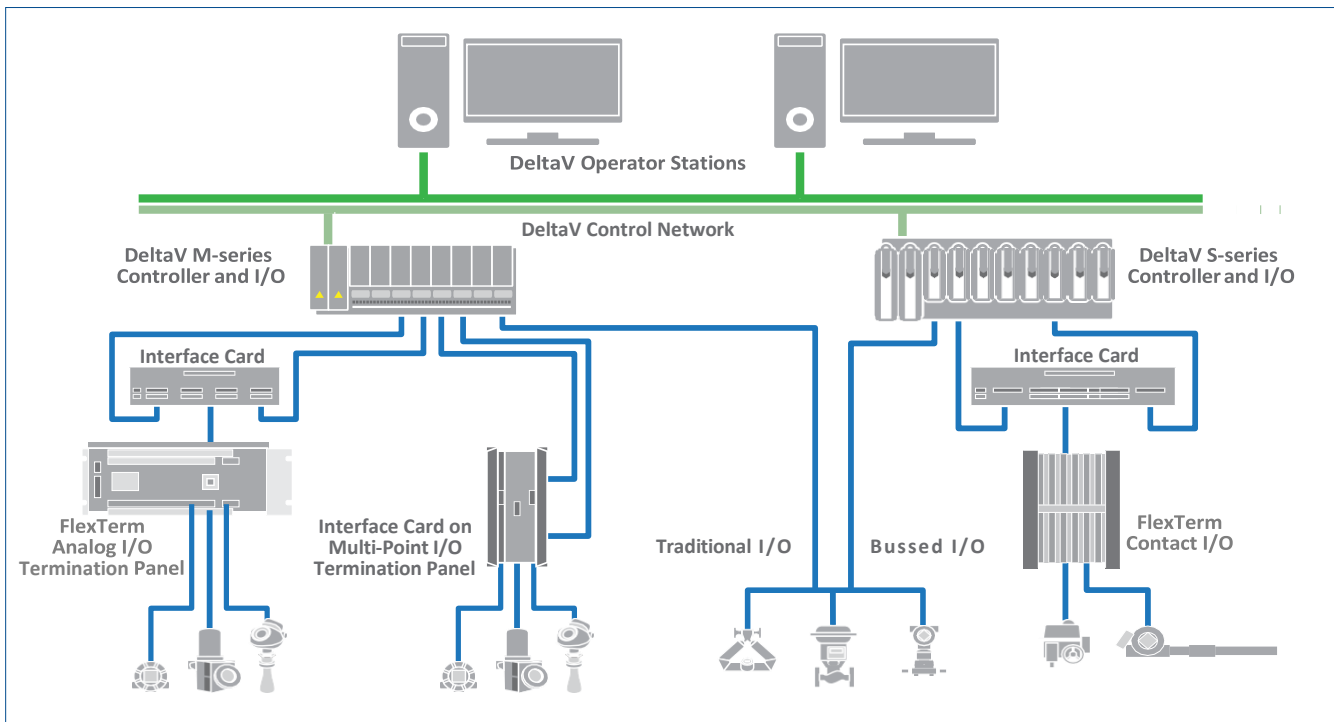 DeltaV Operator Stations
DeltaV Control Network
DeltaV M-series
Controller and I/O
DeltaV S-series
Controller and I/O
Interface Card
Interface Card
FlexTerm
Analog I/O
Termination Panel
Interface Card on
Multi-Point I/O
Termination Panel
Traditional I/O
Bussed I/O
FlexTerm
Contact I/O